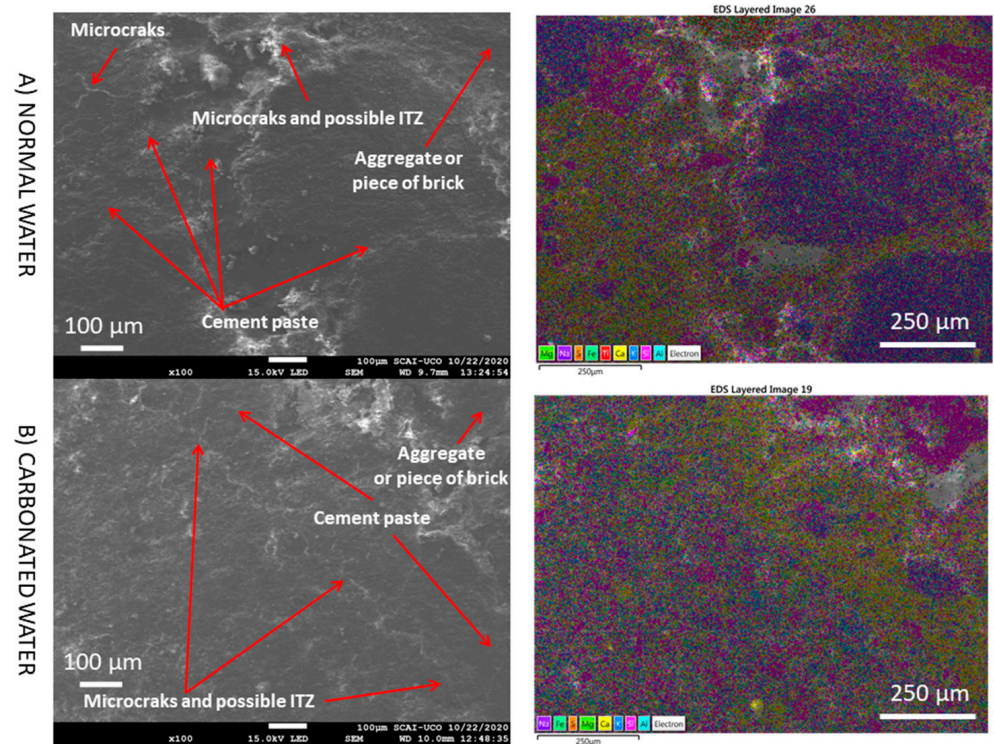 A) NORMAL WATER
Microcraks
Microcraks and possible ITZ
Aggregate or
piece of brick
Cement paste
100 µm
100µm SCAI-UCO 10/22/2020
x100 15.0kV LED SEM WD 9.7mm 13:24:54
EDS Layered Image 26
250 µm
Mg Na S Fe Ti Ca K Si Al Electron
250µm
B) CARBONATED WATER
Aggregate
or piece of brick
Cement paste
100 µm
Microcraks and possible ITZ
100µm SCAI-UCO 10/22/2020
x100 15.0kV LED SEM WD 10.0mm 12:48:35
EDS Layered Image 19
250 µm
Na Fe S Mg Ca K Si Al Electron
250µm